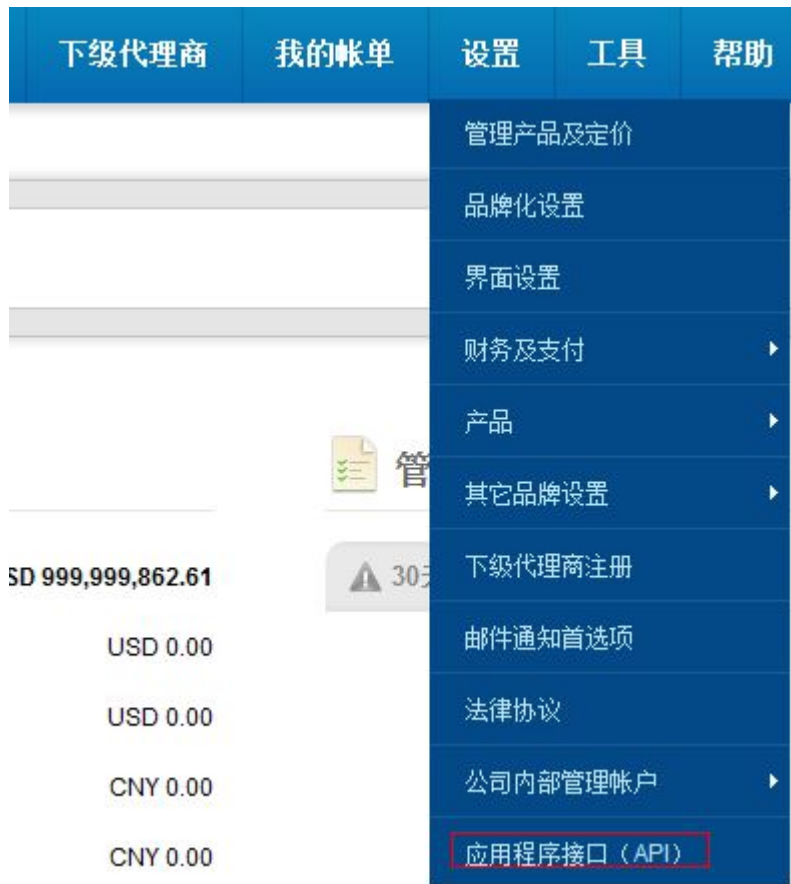 下级代理商 我的帐单 设置 工具 帮助
管理产品及定价
品牌化设置
界面设置
财务及支付
产品
管
其它品牌设置
SD 999,999,862.61
30天
下级代理商注册
USD 0.00
邮件通知首选项
USD 0.00
法律协议
CNY 0.00
公司内部管理帐户
CNY 0.00
应用程序接口（API）